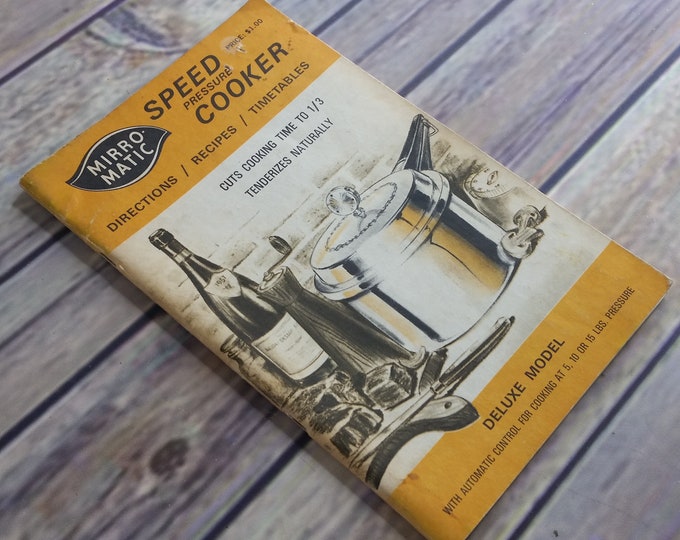 PRICE: $1.00
MIRRO-
MATIC
SPEED
PRESSURE
COOKER
DIRECTIONS / RECIPES / TIMETABLES
CUTS COOKING TIME TO 1/3
TENDERIZES NATURALLY
DELUXE MODEL
WITH AUTOMATIC CONTROL FOR COOKING AT 5, 10 OR 15 LBS. PRESSURE